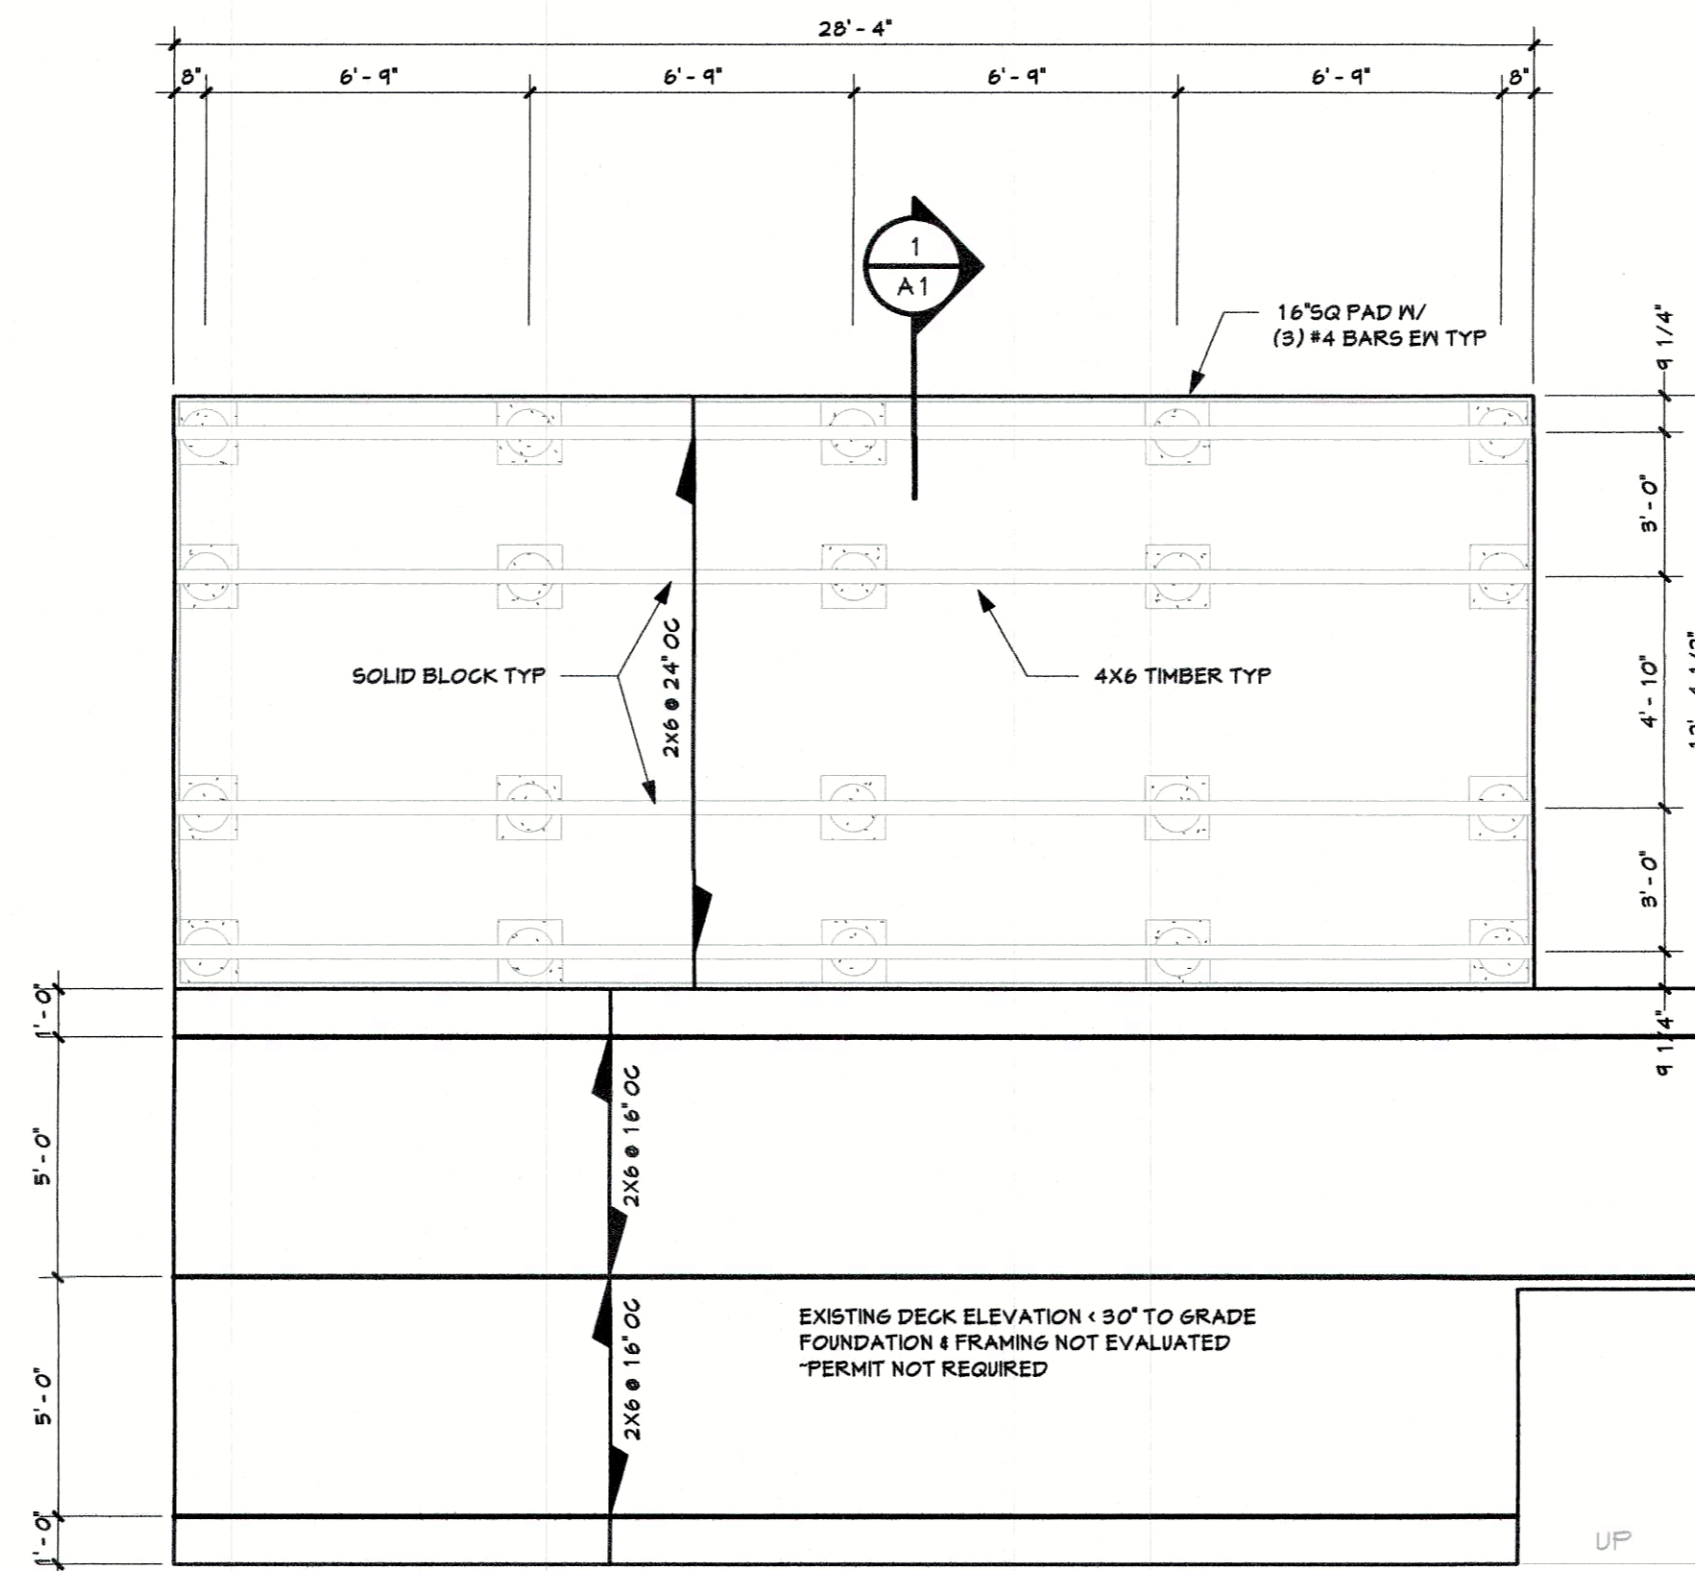 28'-4"
8"
6'-9"
6'-9"
6'-9"
6'-9"
8"
1
A1
16"SQ PAD W/
(3) #4 BARS EW TYP
9 1/4"
3'-0"
SOLID BLOCK TYP
2X6 @ 24" OC
4X6 TIMBER TYP
4'-10"
3'-0"
1'-0"
9 1/4"
5'-0"
2X6 @ 16" OC
EXISTING DECK ELEVATION < 30" TO GRADE
FOUNDATION & FRAMING NOT EVALUATED
~PERMIT NOT REQUIRED
5'-0"
2X6 @ 16" OC
1'-0"
UP